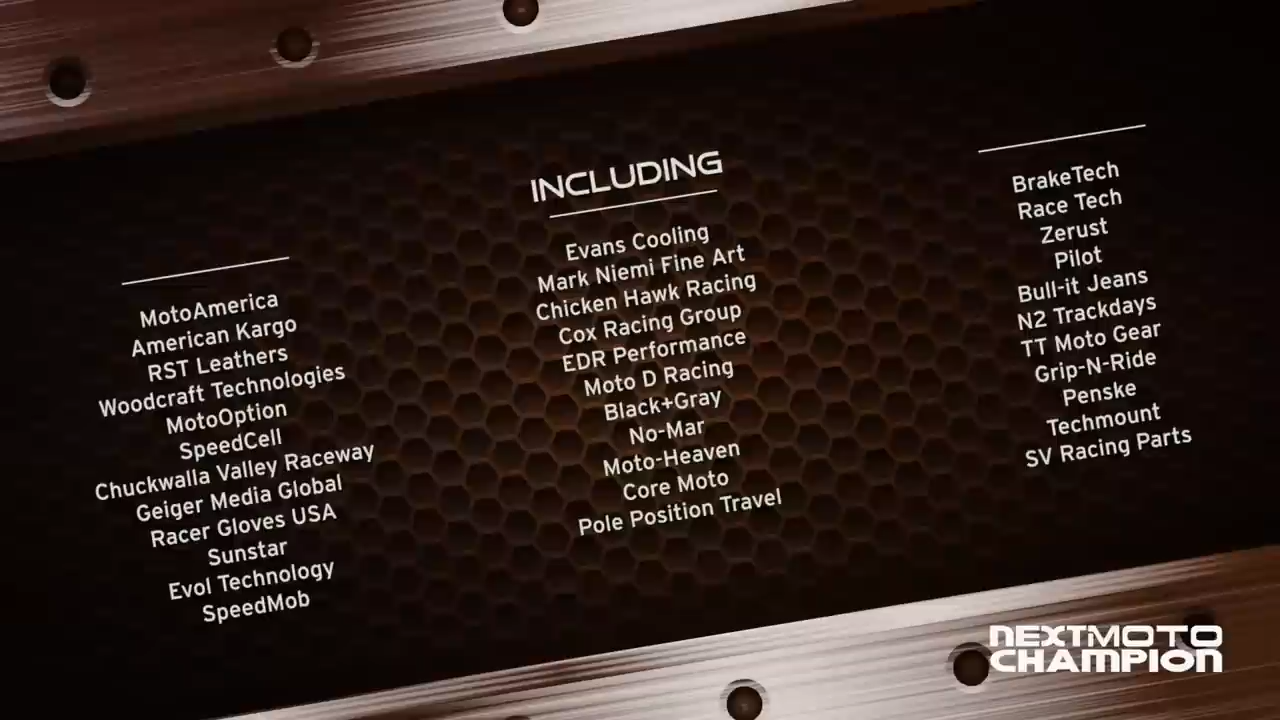 INCLUDING
MotoAmerica
American Kargo
RST Leathers
Woodcraft Technologies
MotoOption
SpeedCell
Chuckwalla Valley Raceway
Geiger Media Global
Racer Gloves USA
Sunstar
Evol Technology
SpeedMob
Evans Cooling
Mark Niemi Fine Art
Chicken Hawk Racing
Cox Racing Group
EDR Performance
Moto D Racing
Black+Gray
No-Mar
Moto-Heaven
Core Moto
Pole Position Travel
BrakeTech
Race Tech
Zerust
Pilot
Bull-it Jeans
N2 Trackdays
TT Moto Gear
Grip-N-Ride
Penske
Techmount
SV Racing Parts
NEXTMOTO
CHAMPION